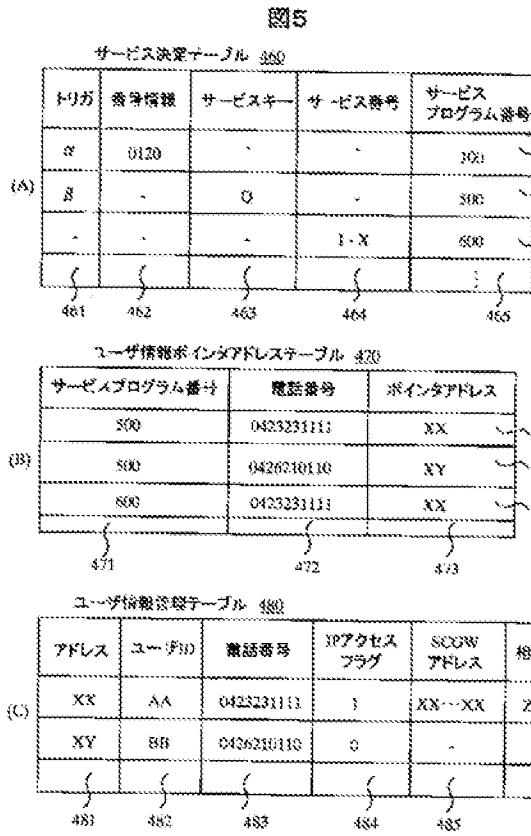 図5
サービス決定テーブル 460
トリガ 番号情報 サービスキー サービス番号 サービスプログラム番号
(A)
α 0120 - - 300
β - Q - 500
- - - 1-X 600
461 462 463 464 465
ユーザ情報ポインタアドレステーブル 470
サービスプログラム番号 電話番号 ポインタアドレス
(B)
500 0423231111 XX
500 0426210110 XY
600 0423231111 XX
471 472 473
ユーザ情報管理テーブル 480
アドレス ユーザID 電話番号 IPアクセスフラグ SCGWアドレス
(C)
XX AA 0423231111 1 XX…XX
XY BB 0426210110 0 -
481 482 483 484 485